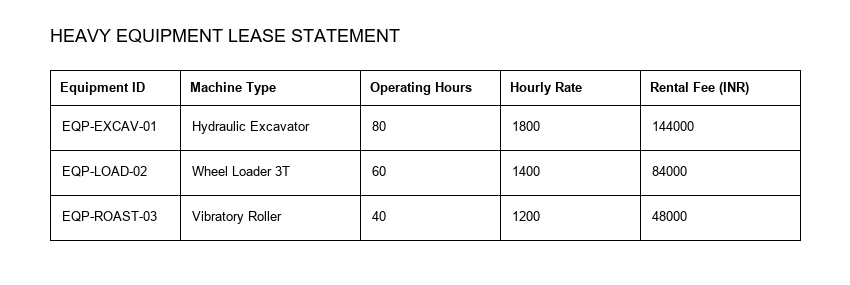 HEAVY EQUIPMENT LEASE STATEMENT
Equipment ID Machine Type Operating Hours Hourly Rate Rental Fee (INR)
EQP-EXCAV-01 Hydraulic Excavator 80 1800 144000
EQP-LOAD-02 Wheel Loader 3T 60 1400 84000
EQP-ROAST-03 Vibratory Roller 40 1200 48000